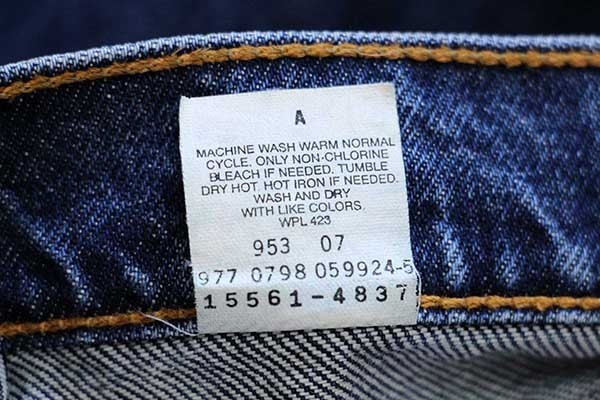 A
MACHINE WASH WARM NORMAL
CYCLE. ONLY NON-CHLORINE
BLEACH IF NEEDED. TUMBLE
DRY HOT. HOT IRON IF NEEDED.
WASH AND DRY
WITH LIKE COLORS.
WPL 423
953 07
977 0798 059924-5
15561-4837